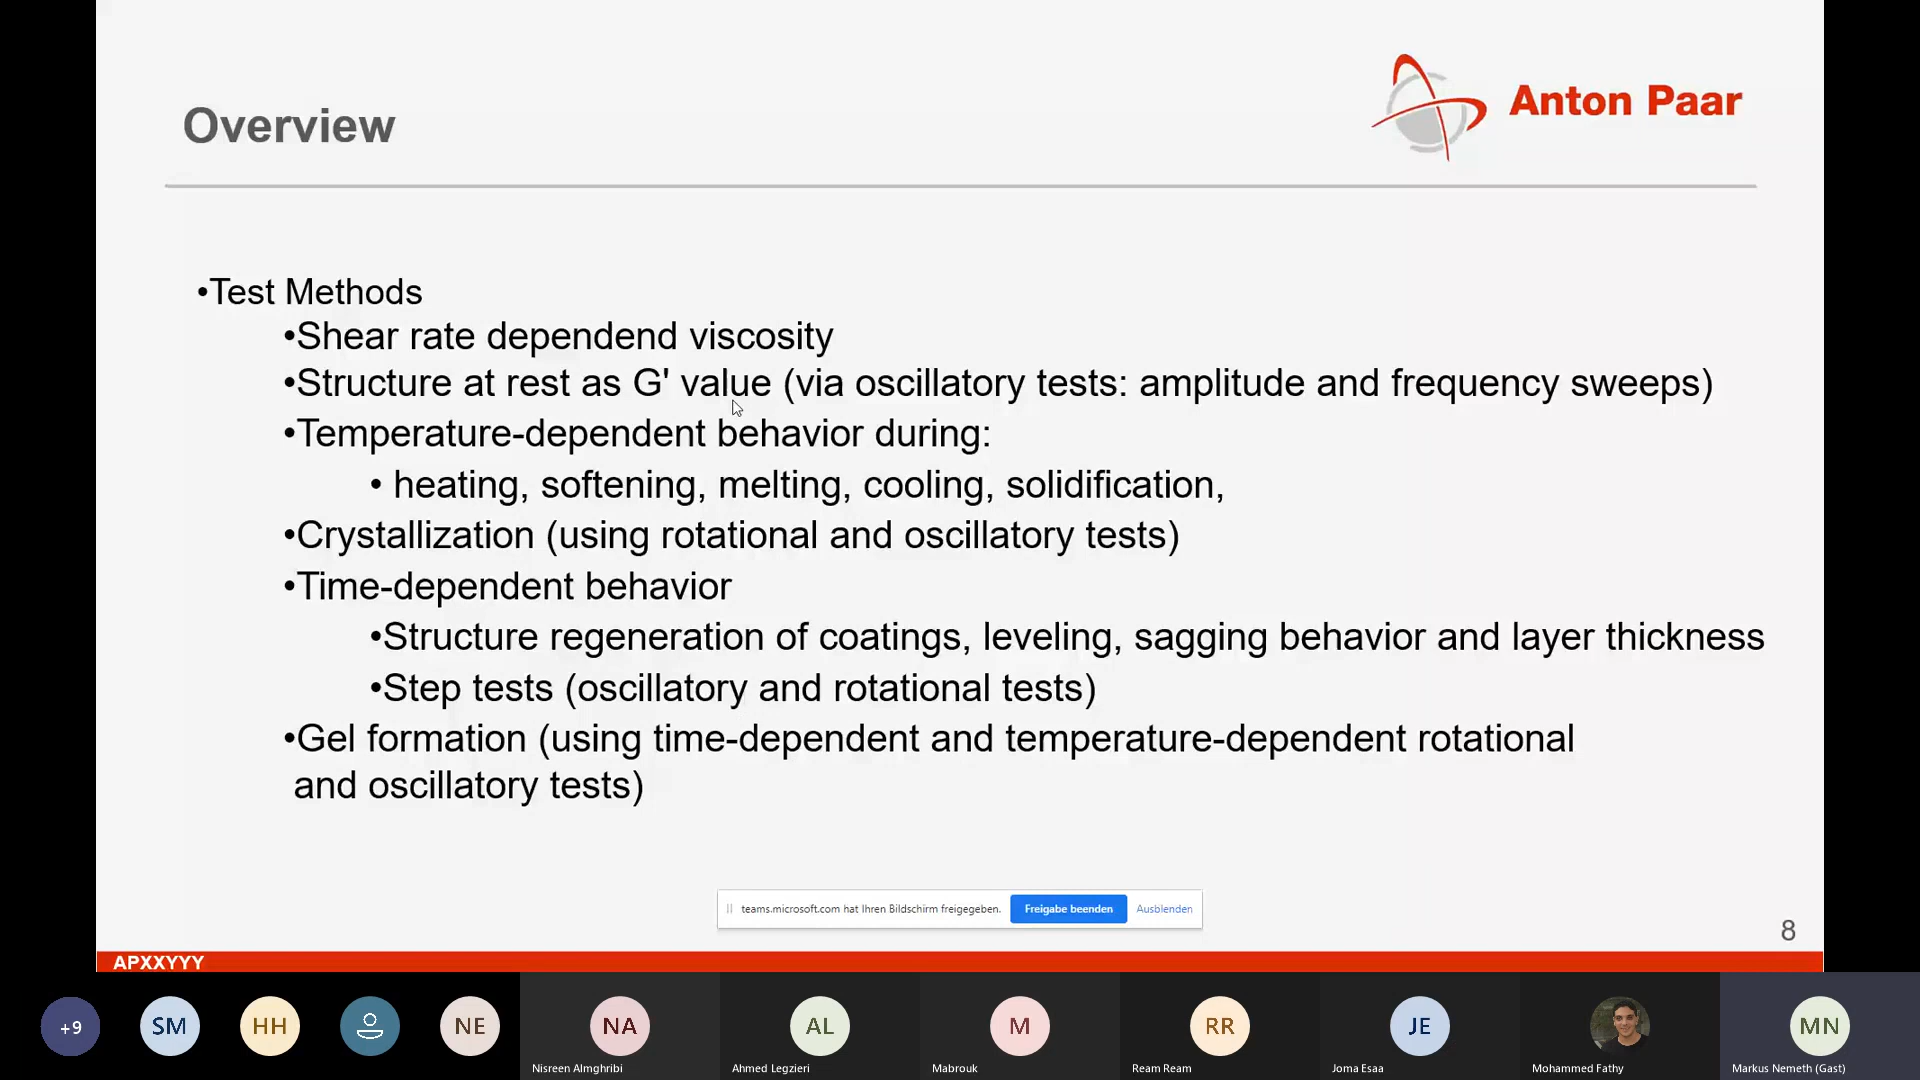 Overview
Anton Paar
•Test Methods
•Shear rate dependend viscosity
•Structure at rest as G' value (via oscillatory tests: amplitude and frequency sweeps)
•Temperature-dependent behavior during:
• heating, softening, melting, cooling, solidification,
•Crystallization (using rotational and oscillatory tests)
•Time-dependent behavior
•Structure regeneration of coatings, leveling, sagging behavior and layer thickness
•Step tests (oscillatory and rotational tests)
•Gel formation (using time-dependent and temperature-dependent rotational
and oscillatory tests)
teams.microsoft.com hat Ihren Bildschirm freigegeben. Freigabe beenden Ausblenden
8
APXXYYY
+9 SM HH NE NA AL M RR JE MN
Nisreen Almghribi Ahmed Legzieri Mabrouk Ream Ream Joma Esaa Mohammed Fathy Markus Nemeth (Gast)